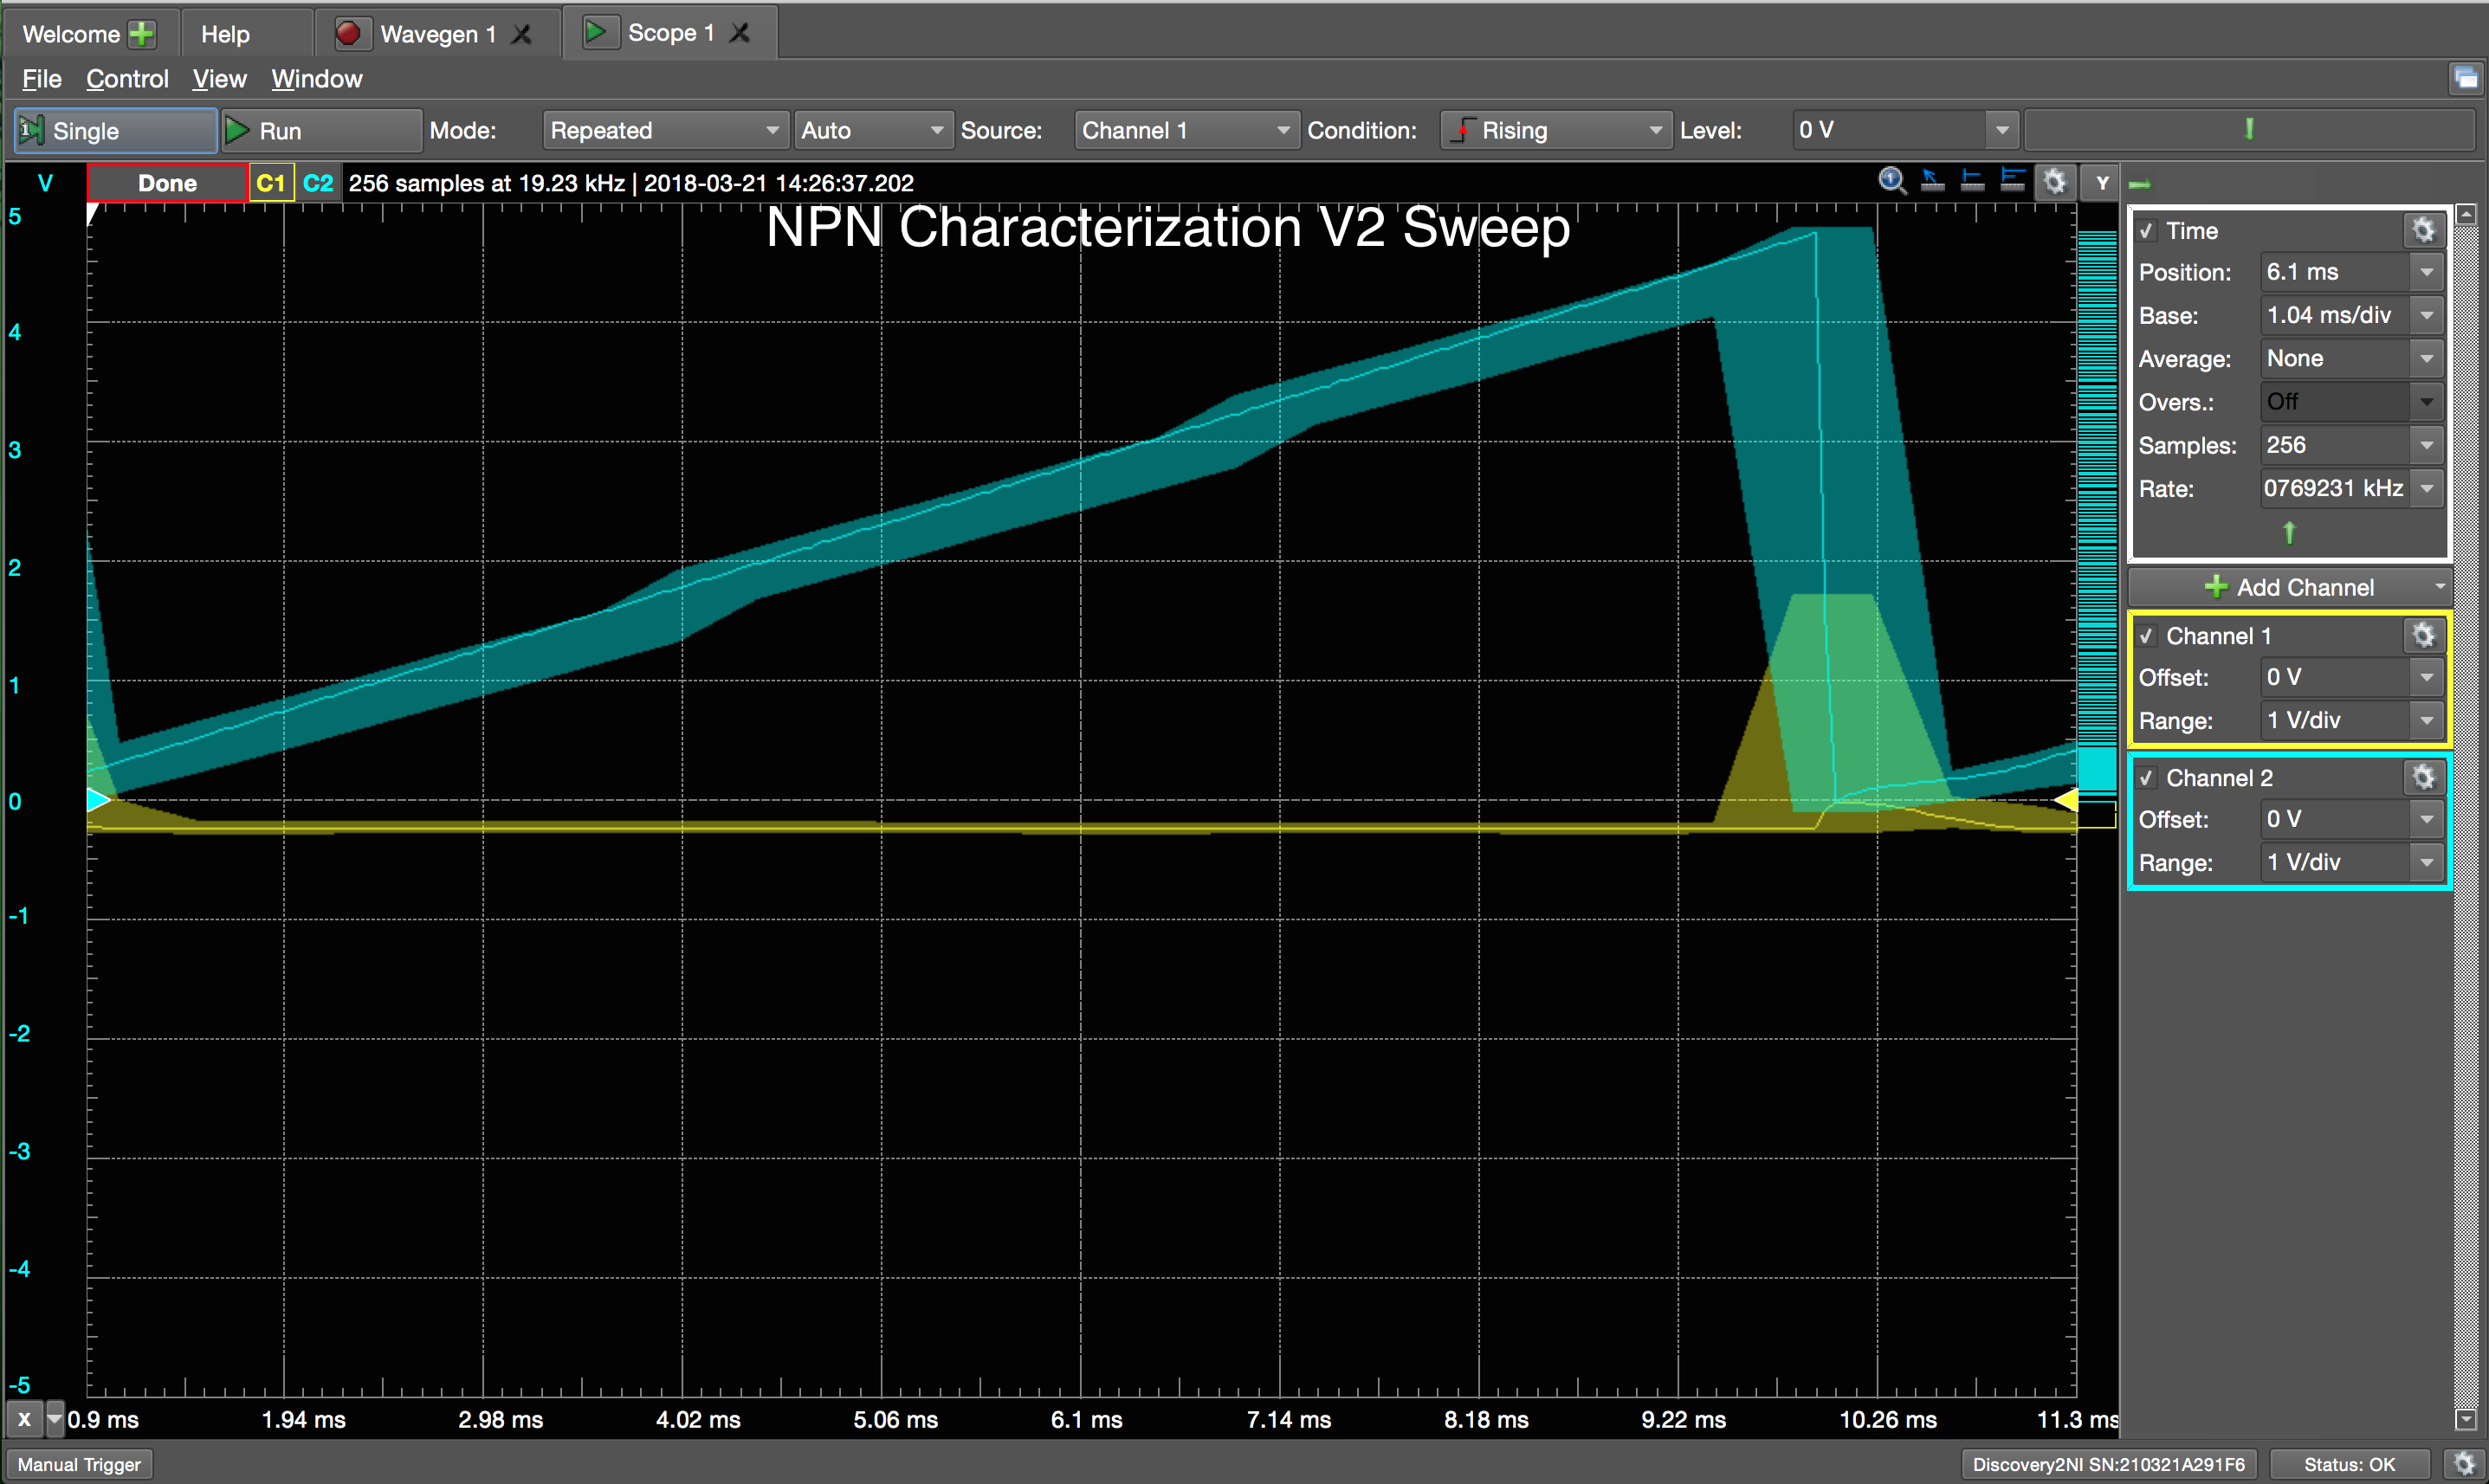 Welcome Help Wavegen 1 Scope 1
File Control View Window
1 Single Run Mode: Repeated Auto Source: Channel 1 Condition: Rising Level: 0 V
V Done C1 C2 256 samples at 19.23 kHz | 2018-03-21 14:26:37.202 Y
NPN Characterization V2 Sweep
5
4
3
2
1
0
-1
-2
-3
-4
-5
X 0.9 ms 1.94 ms 2.98 ms 4.02 ms 5.06 ms 6.1 ms 7.14 ms 8.18 ms 9.22 ms 10.26 ms 11.3 ms
Time
Position: 6.1 ms
Base: 1.04 ms/div
Average: None
Overs.: Off
Samples: 256
Rate: 0769231 kHz
Add Channel
Channel 1
Offset: 0 V
Range: 1 V/div
Channel 2
Offset: 0 V
Range: 1 V/div
Manual Trigger Discovery2NI SN:210321A291F6 Status: OK